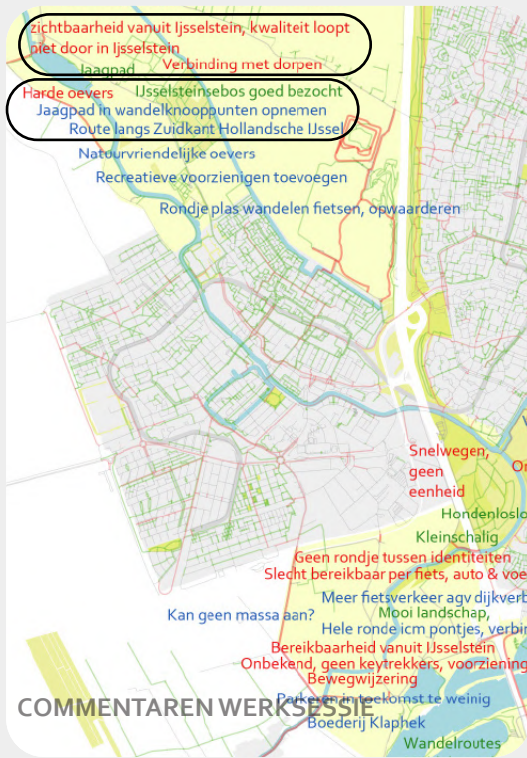 zichtbaarheid vanuit Ijsselstein, kwaliteit loopt
niet door in Ijsselstein
Jaagpad
Verbinding met dorpen
Harde oevers
IJsselsteinsebos goed bezocht
Jaagpad in wandelknooppunten opnemen
Route langs Zuidkant Hollandsche IJssel
Natuurvriendelijke oevers
Recreatieve voorzienigen toevoegen
Rondje plas wandelen fietsen, opwaarderen
Snelwegen,
geen
eenheid
Hondenloslo
Kleinschalig
Geen rondje tussen identiteiten
Slecht bereikbaar per fiets, auto & voe
Meer fietsverkeer agv dijkverb
Kan geen massa aan?
Mooi landschap,
Hele ronde icm pontjes, verbin
Bereikbaarheid vanuit IJsselstein
Onbekend, geen keytrekkers, voorziening
Bewegwijzering
Parkeren in toekomst te weinig
COMMENTAREN WERKSESSIE
Boederij Klaphek
Wandelroutes